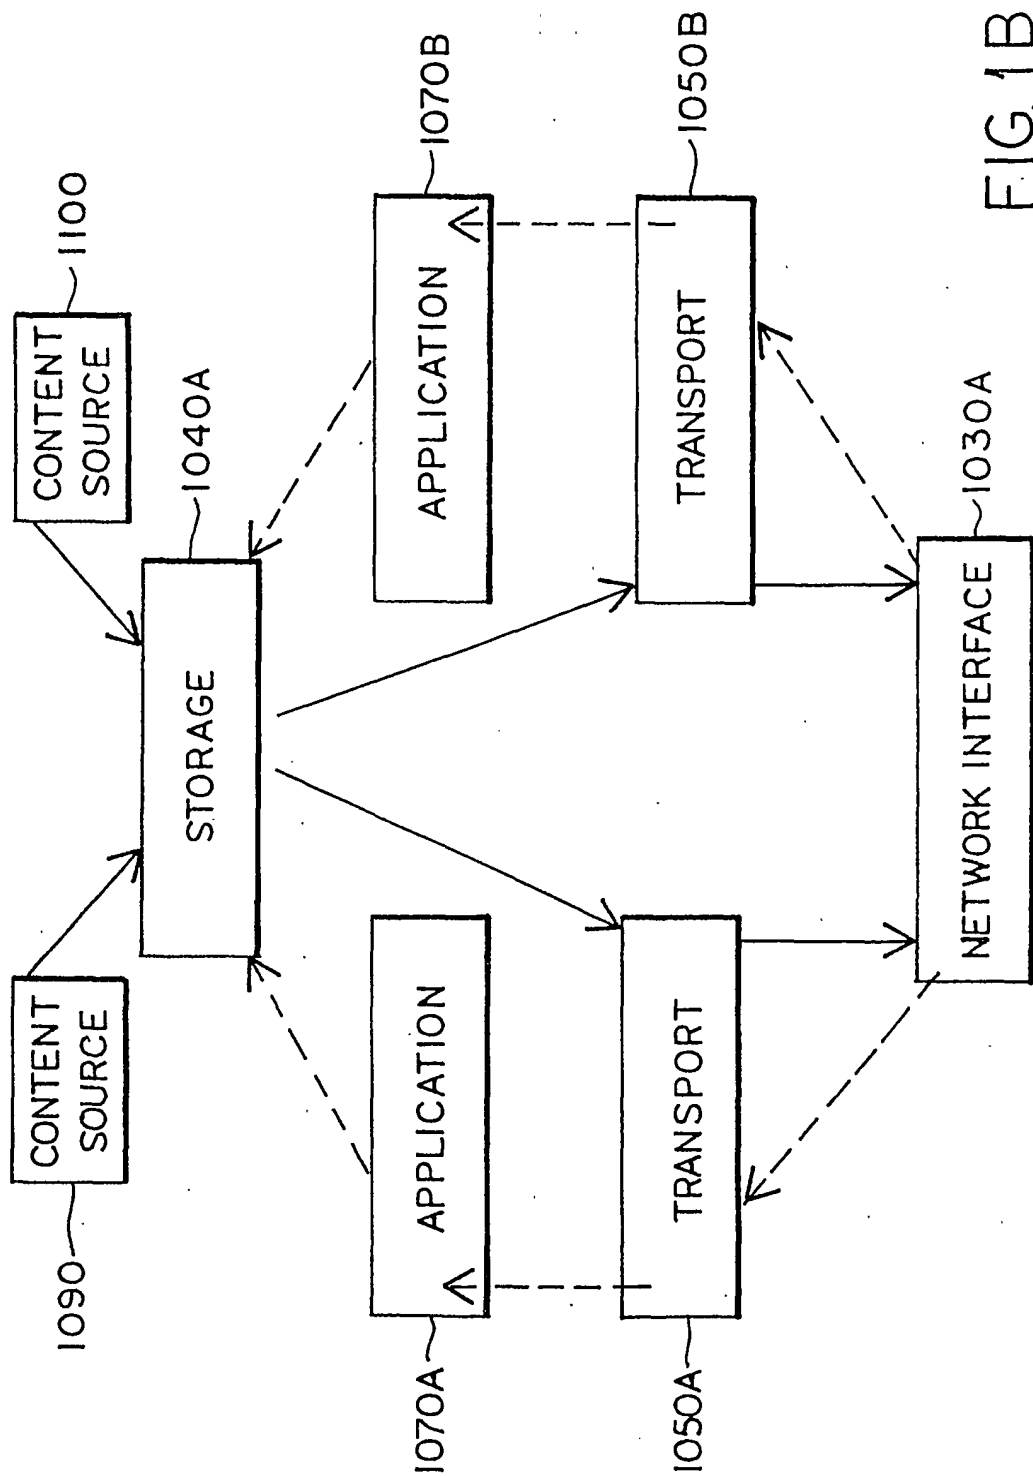 CONTENT
SOURCE
1090
CONTENT
SOURCE
1100
STORAGE
1040A
APPLICATION
1070A
APPLICATION
1070B
TRANSPORT
1050A
TRANSPORT
1050B
NETWORK INTERFACE
1030A
FIG. 1B